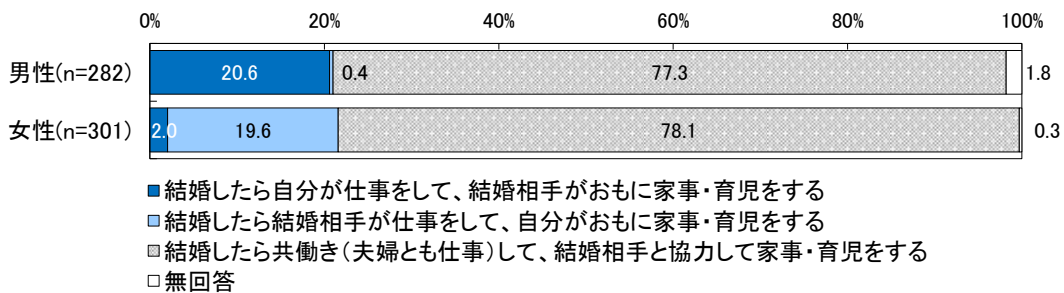 0% 20% 40% 60% 80% 100%
男性(n=282) 20.6 0.4 77.3 1.8
女性(n=301) 2.0 19.6 78.1 0.3
結婚したら自分が仕事をして、結婚相手がおもに家事・育児をする
結婚したら結婚相手が仕事をして、自分がおもに家事・育児をする
結婚したら共働き(夫婦とも仕事)して、結婚相手と協力して家事・育児をする
無回答